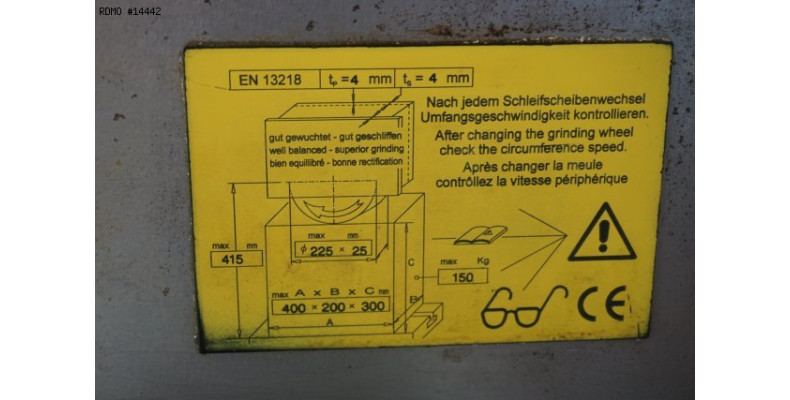 RDMO #14442
EN 13218 tp =4 mm ts = 4 mm
Nach jedem Schleifscheibenwechsel
Umfangsgeschwindigkeit kontrollieren.
After changing the grinding wheel
check the circumference speed.
Après changer la meule
contrôllez la vitesse périphérique
gut gewuchtet - gut geschliffen
well balanced - superior grinding
bien equilibré - bonne rectification
max mm
415
max mm
ϕ 225 × 25
max Kg
150
max A x B x C mm
400 × 200 × 300
A
B
C
CE